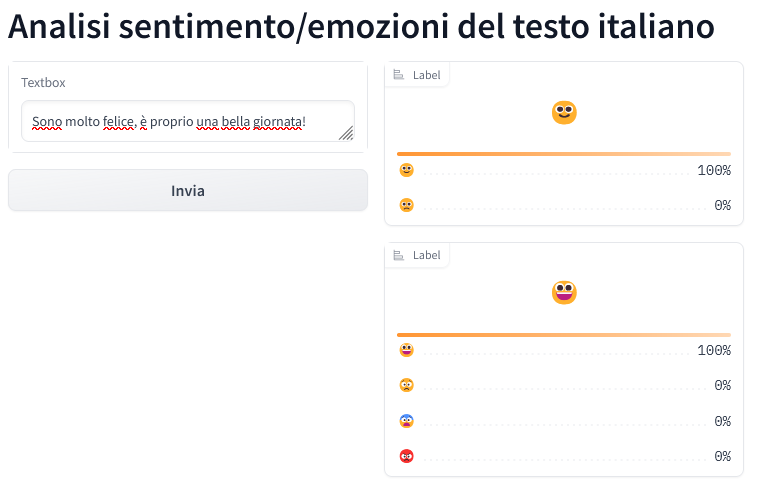 Analisi sentimento/emozioni del testo italiano
Textbox
Sono molto felice, è proprio una bella giornata!
Invia
Label
100%
0%
Label
100%
0%
0%
0%